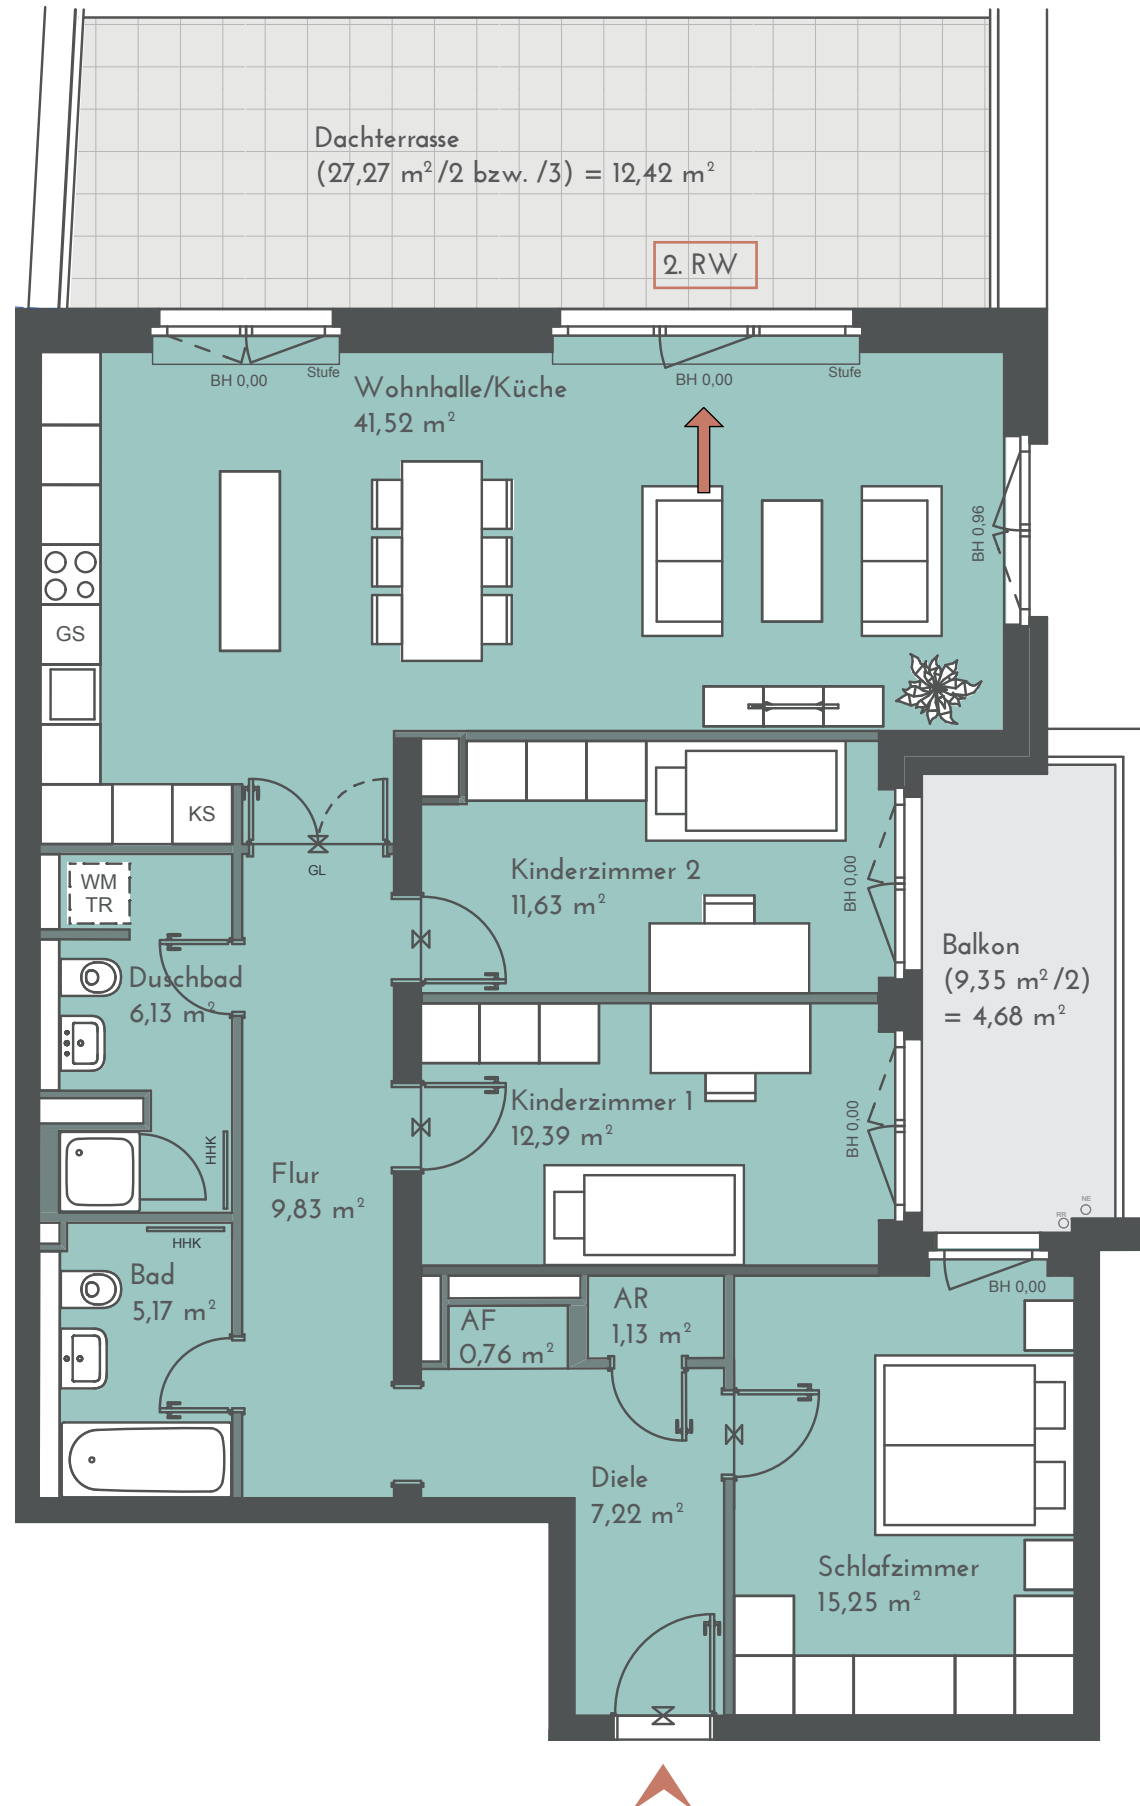 Dachterrasse
(27,27 m²/2 bzw. /3) = 12,42 m²
2. RW
BH 0,00
Stufe
BH 0,00
Stufe
Wohnhalle/Küche
41,52 m²
BH 0,96
GS
KS
GL
WM
TR
Kinderzimmer 2
11,63 m²
BH 0,00
Balkon
(9,35 m²/2)
= 4,68 m²
Duschbad
6,13 m²
Kinderzimmer 1
12,39 m²
BH 0,00
HHK
Flur
9,83 m²
NE
RR
HHK
Bad
5,17 m²
BH 0,00
AR
1,13 m²
AF
0,76 m²
Diele
7,22 m²
Schlafzimmer
15,25 m²